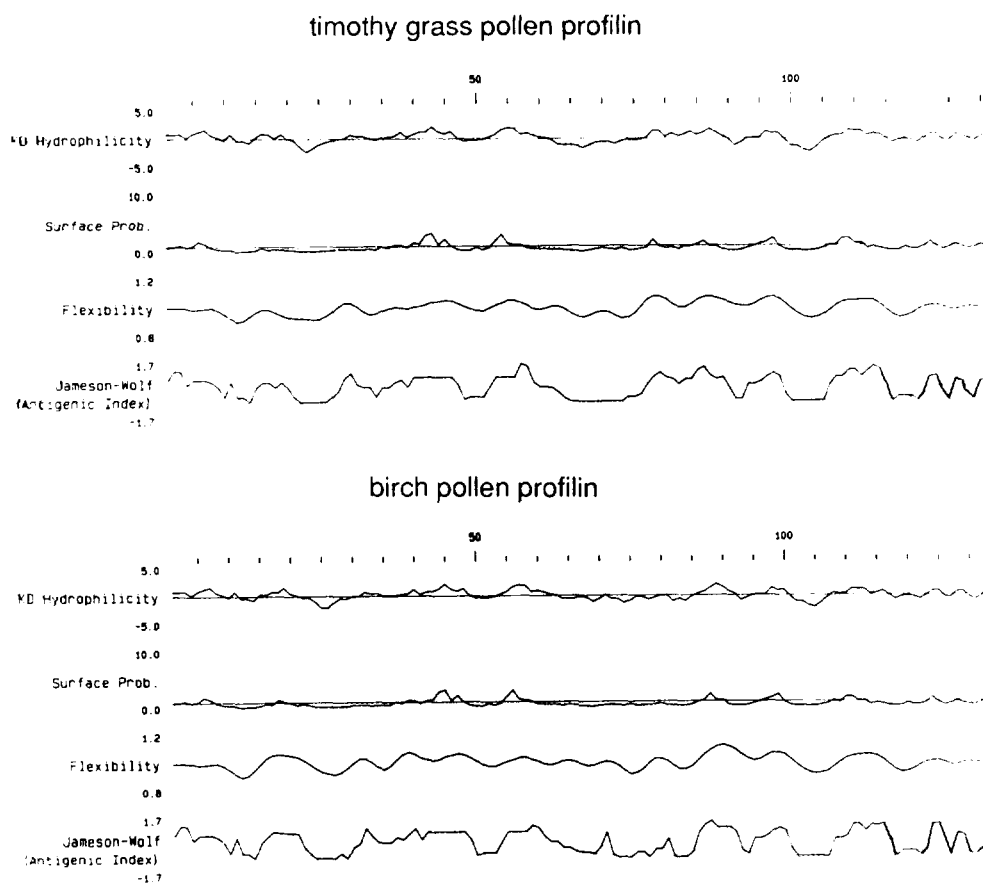 timothy grass pollen profilin
50 100
5.0
KD Hydrophilicity
-5.0
10.0
Surface Prob.
0.0
1.2
Flexibility
0.8
1.7
Jameson-Wolf
(Antigenic Index)
-1.7
birch pollen profilin
50 100
5.0
KD Hydrophilicity
-5.0
10.0
Surface Prob.
0.0
1.2
Flexibility
0.8
1.7
Jameson-Wolf
(Antigenic Index)
-1.7